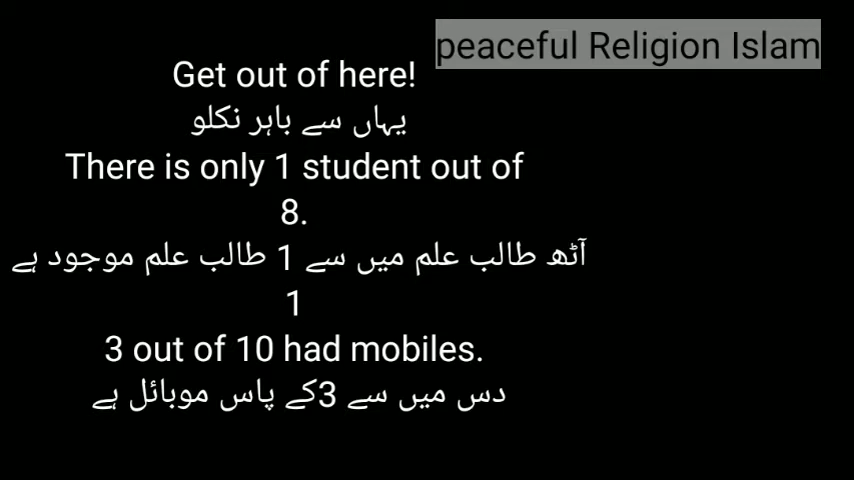 peaceful Religion Islam
Get out of here!
یہاں سے باہر نکلو
There is only 1 student out of
8.
آٹھ طالب علم میں سے 1 طالب علم موجود ہے
1
3 out of 10 had mobiles.
دس میں سے 3کے پاس موبائل ہے